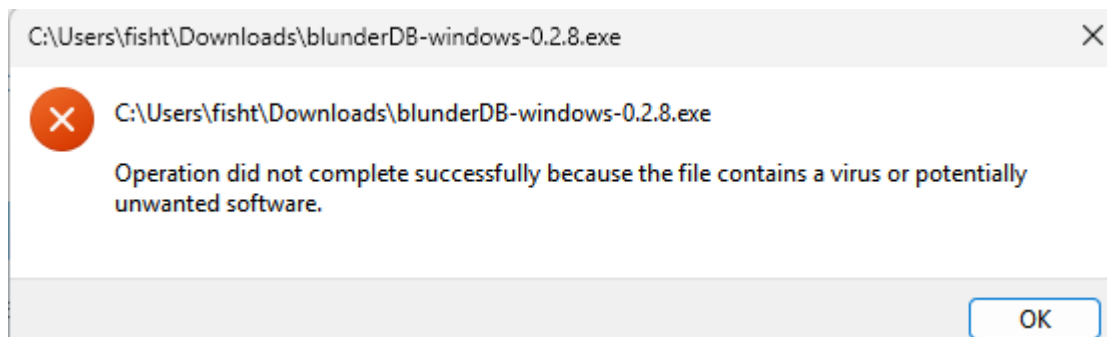 C:\Users\fisht\Downloads\blunderDB-windows-0.2.8.exe
C:\Users\fisht\Downloads\blunderDB-windows-0.2.8.exe
Operation did not complete successfully because the file contains a virus or potentially
unwanted software.
OK